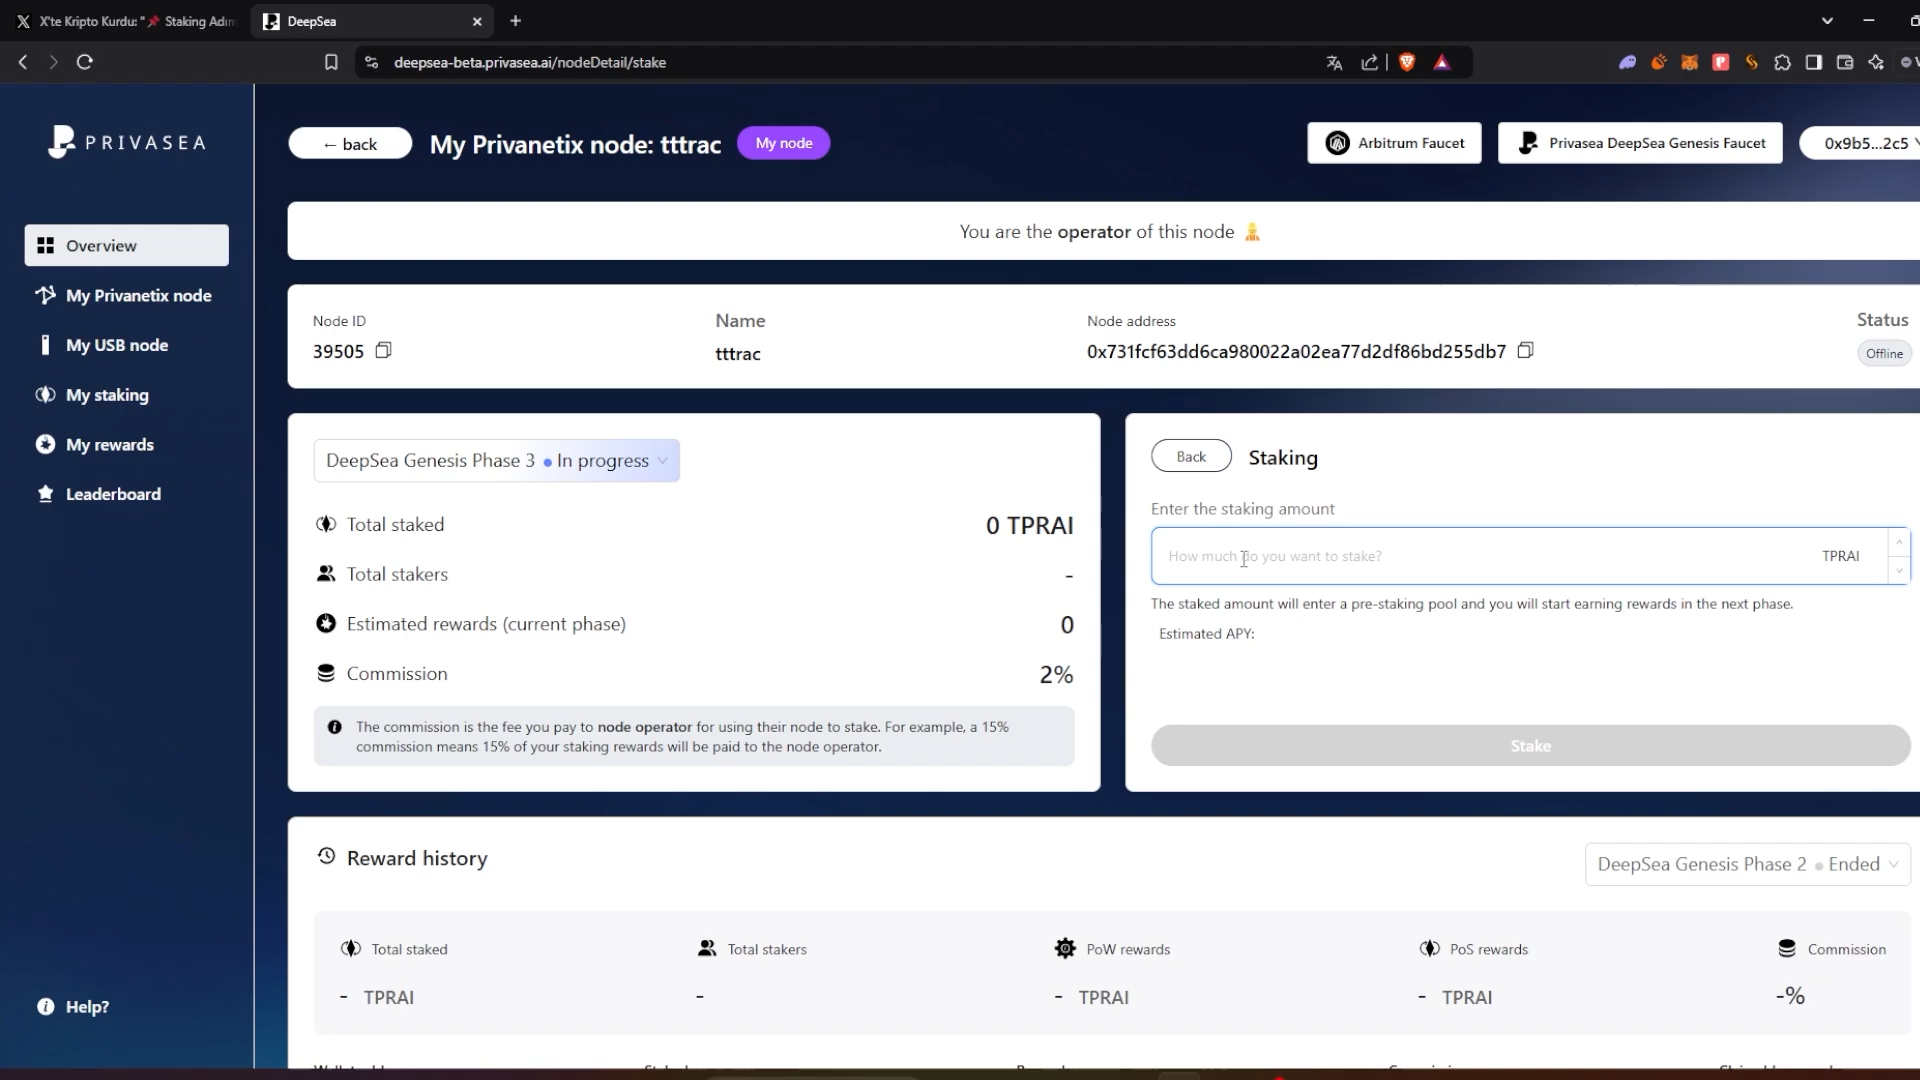 X'te Kripto Kurdu: "📌 Staking Adım
DeepSea
deepsea-beta.privasea.ai/nodeDetail/stake
PRIVASEA
← back
My Privanetix node: tttrac
My node
Arbitrum Faucet
Privasea DeepSea Genesis Faucet
0x9b5...2c5
You are the operator of this node
Overview
My Privanetix node
My USB node
My staking
My rewards
Leaderboard
Help?
Node ID
39505
Name
tttrac
Node address
0x731fcf63dd6ca980022a02ea77d2df86bd255db7
Status
Offline
DeepSea Genesis Phase 3 • In progress
Total staked
0 TPRAI
Total stakers
-
Estimated rewards (current phase)
0
Commission
2%
The commission is the fee you pay to node operator for using their node to stake. For example, a 15%
commission means 15% of your staking rewards will be paid to the node operator.
Back
Staking
Enter the staking amount
How much do you want to stake?
TPRAI
The staked amount will enter a pre-staking pool and you will start earning rewards in the next phase.
Estimated APY:
Stake
Reward history
DeepSea Genesis Phase 2 • Ended
Total staked
Total stakers
PoW rewards
PoS rewards
Commission
- TPRAI
-
- TPRAI
- TPRAI
-%